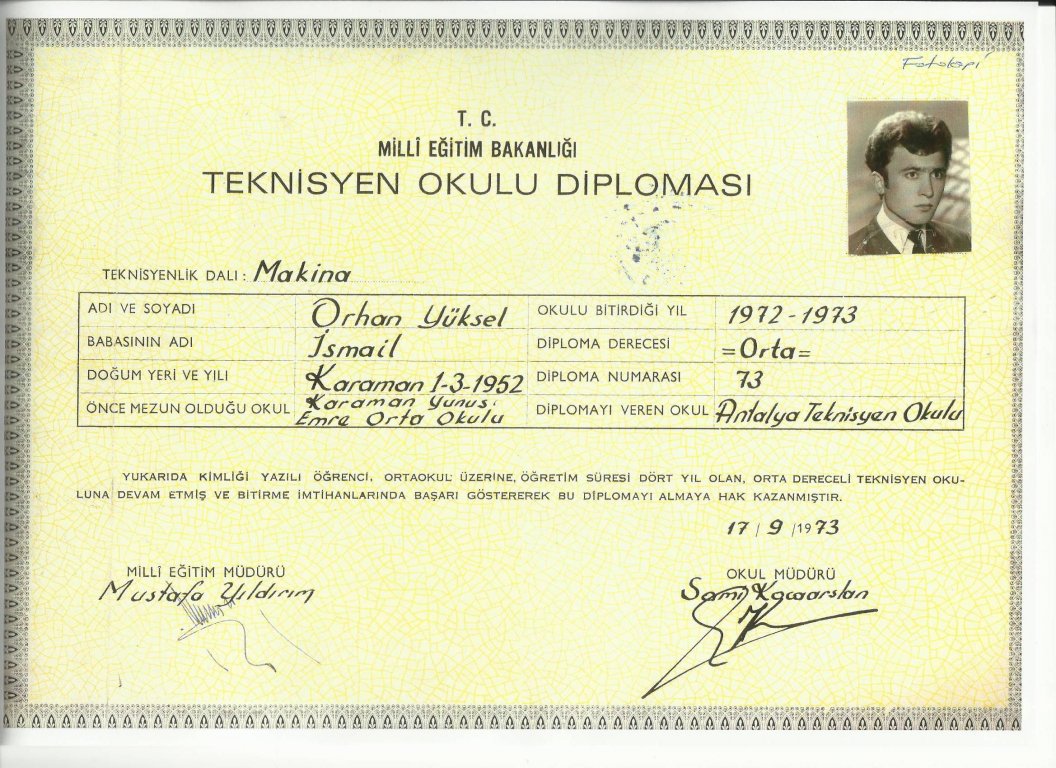 Fotokopi
T. C.
MİLLÎ EĞİTİM BAKANLIĞI
TEKNİSYEN OKULU DİPLOMASI
TEKNİSYENLİK DALI : Makina
ADI VE SOYADI Orhan Yüksel OKULU BİTİRDİĞİ YIL 1972 - 1973
BABASININ ADI İsmail DİPLOMA DERECESİ =Orta=
DOĞUM YERİ VE YILI Karaman 1-3-1952 DİPLOMA NUMARASI 73
ÖNCE MEZUN OLDUĞU OKUL Karaman Yunus Emre Orta Okulu DİPLOMAYI VEREN OKUL Antalya Teknisyen Okulu
YUKARIDA KİMLİĞİ YAZILI ÖĞRENCİ, ORTAOKUL ÜZERİNE, ÖĞRETİM SÜRESİ DÖRT YIL OLAN, ORTA DERECELİ TEKNİSYEN OKU-
LUNA DEVAM ETMİŞ VE BİTİRME İMTİHANLARINDA BAŞARI GÖSTEREREK BU DİPLOMAYI ALMAYA HAK KAZANMIŞTIR.
17 / 9 /1973
MİLLÎ EĞİTİM MÜDÜRÜ
Mustafa Yıldırım
OKUL MÜDÜRÜ
Sami